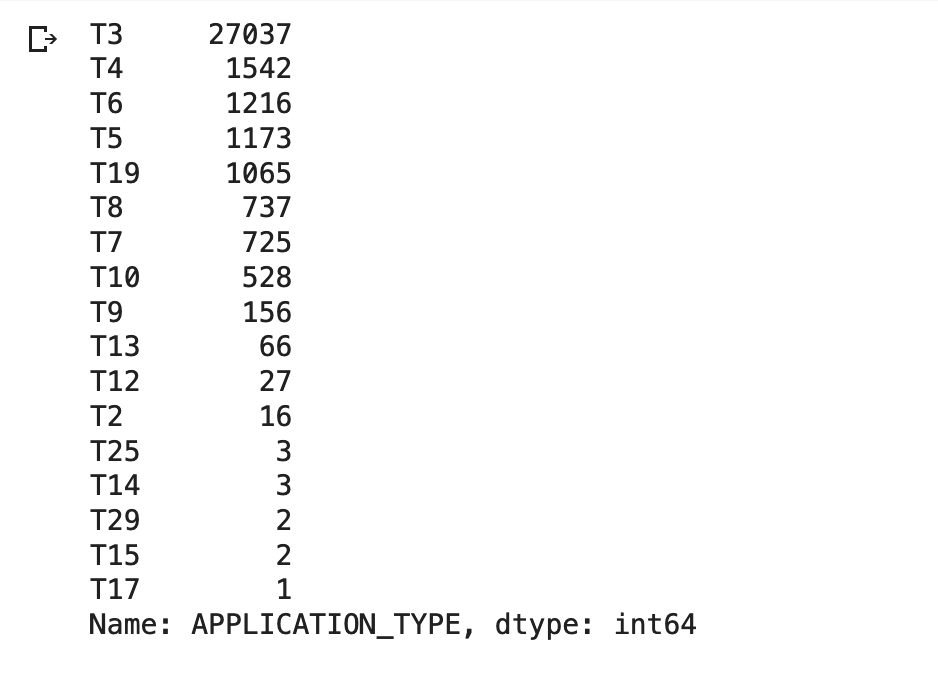 T3 27037
T4 1542
T6 1216
T5 1173
T19 1065
T8 737
T7 725
T10 528
T9 156
T13 66
T12 27
T2 16
T25 3
T14 3
T29 2
T15 2
T17 1
Name: APPLICATION_TYPE, dtype: int64